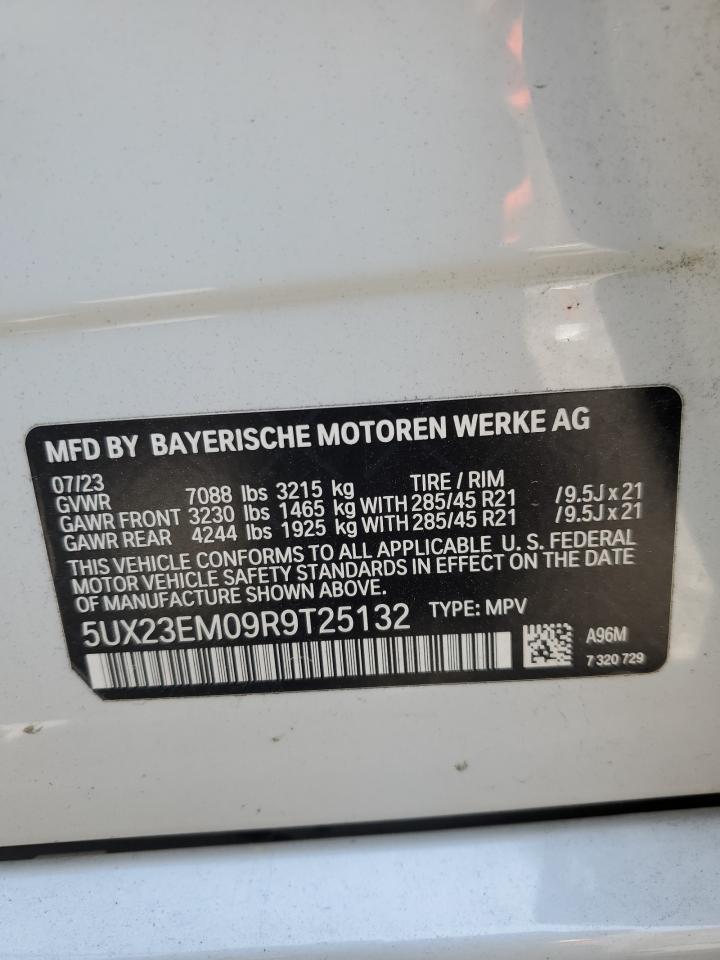 MFD BY BAYERISCHE MOTOREN WERKE AG
07/23 TIRE / RIM
GVWR 7088 lbs 3215 kg
GAWR FRONT 3230 lbs 1465 kg WITH 285/45 R21 /9.5J x 21
GAWR REAR 4244 lbs 1925 kg WITH 285/45 R21 /9.5J x 21
THIS VEHICLE CONFORMS TO ALL APPLICABLE U. S. FEDERAL
MOTOR VEHICLE SAFETY STANDARDS IN EFFECT ON THE DATE
OF MANUFACTURE SHOWN ABOVE.
5UX23EM09R9T25132 TYPE: MPV
A96M
7 320 729